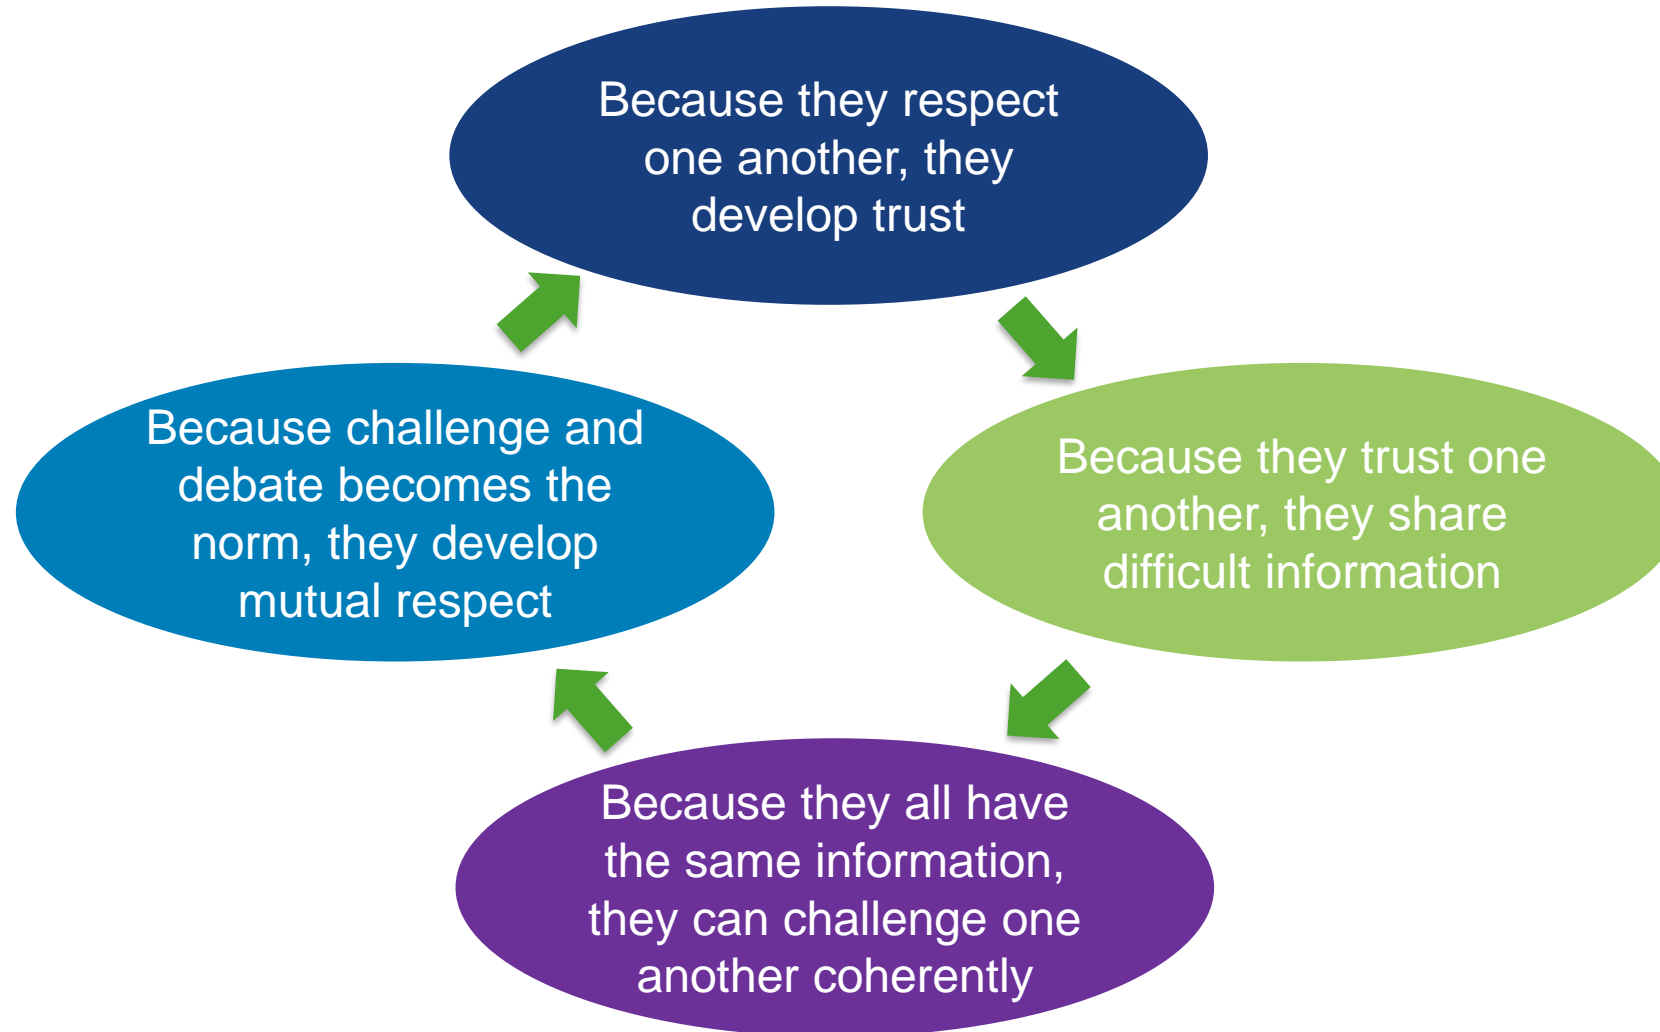 Because they respect
one another, they
develop trust
Because they trust one
another, they share
difficult information
Because they all have
the same information,
they can challenge one
another coherently
Because challenge and
debate becomes the
norm, they develop
mutual respect